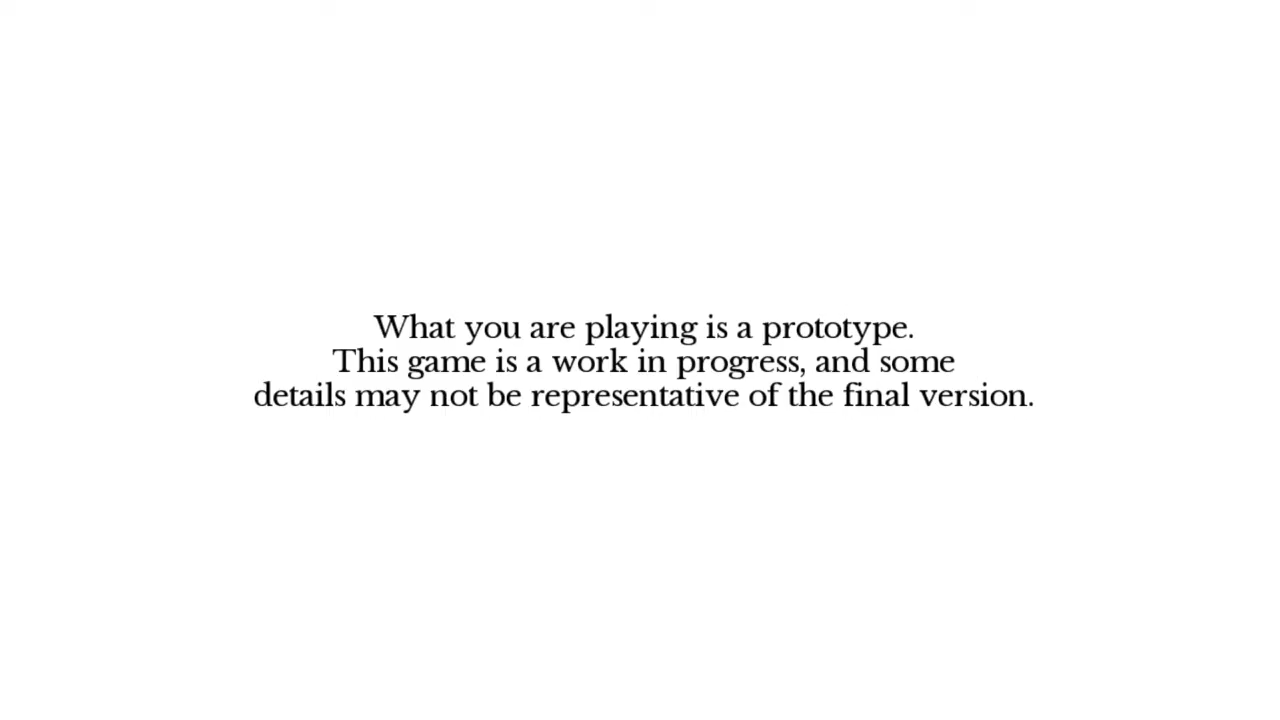 What you are playing is a prototype.
This game is a work in progress, and some
details may not be representative of the final version.